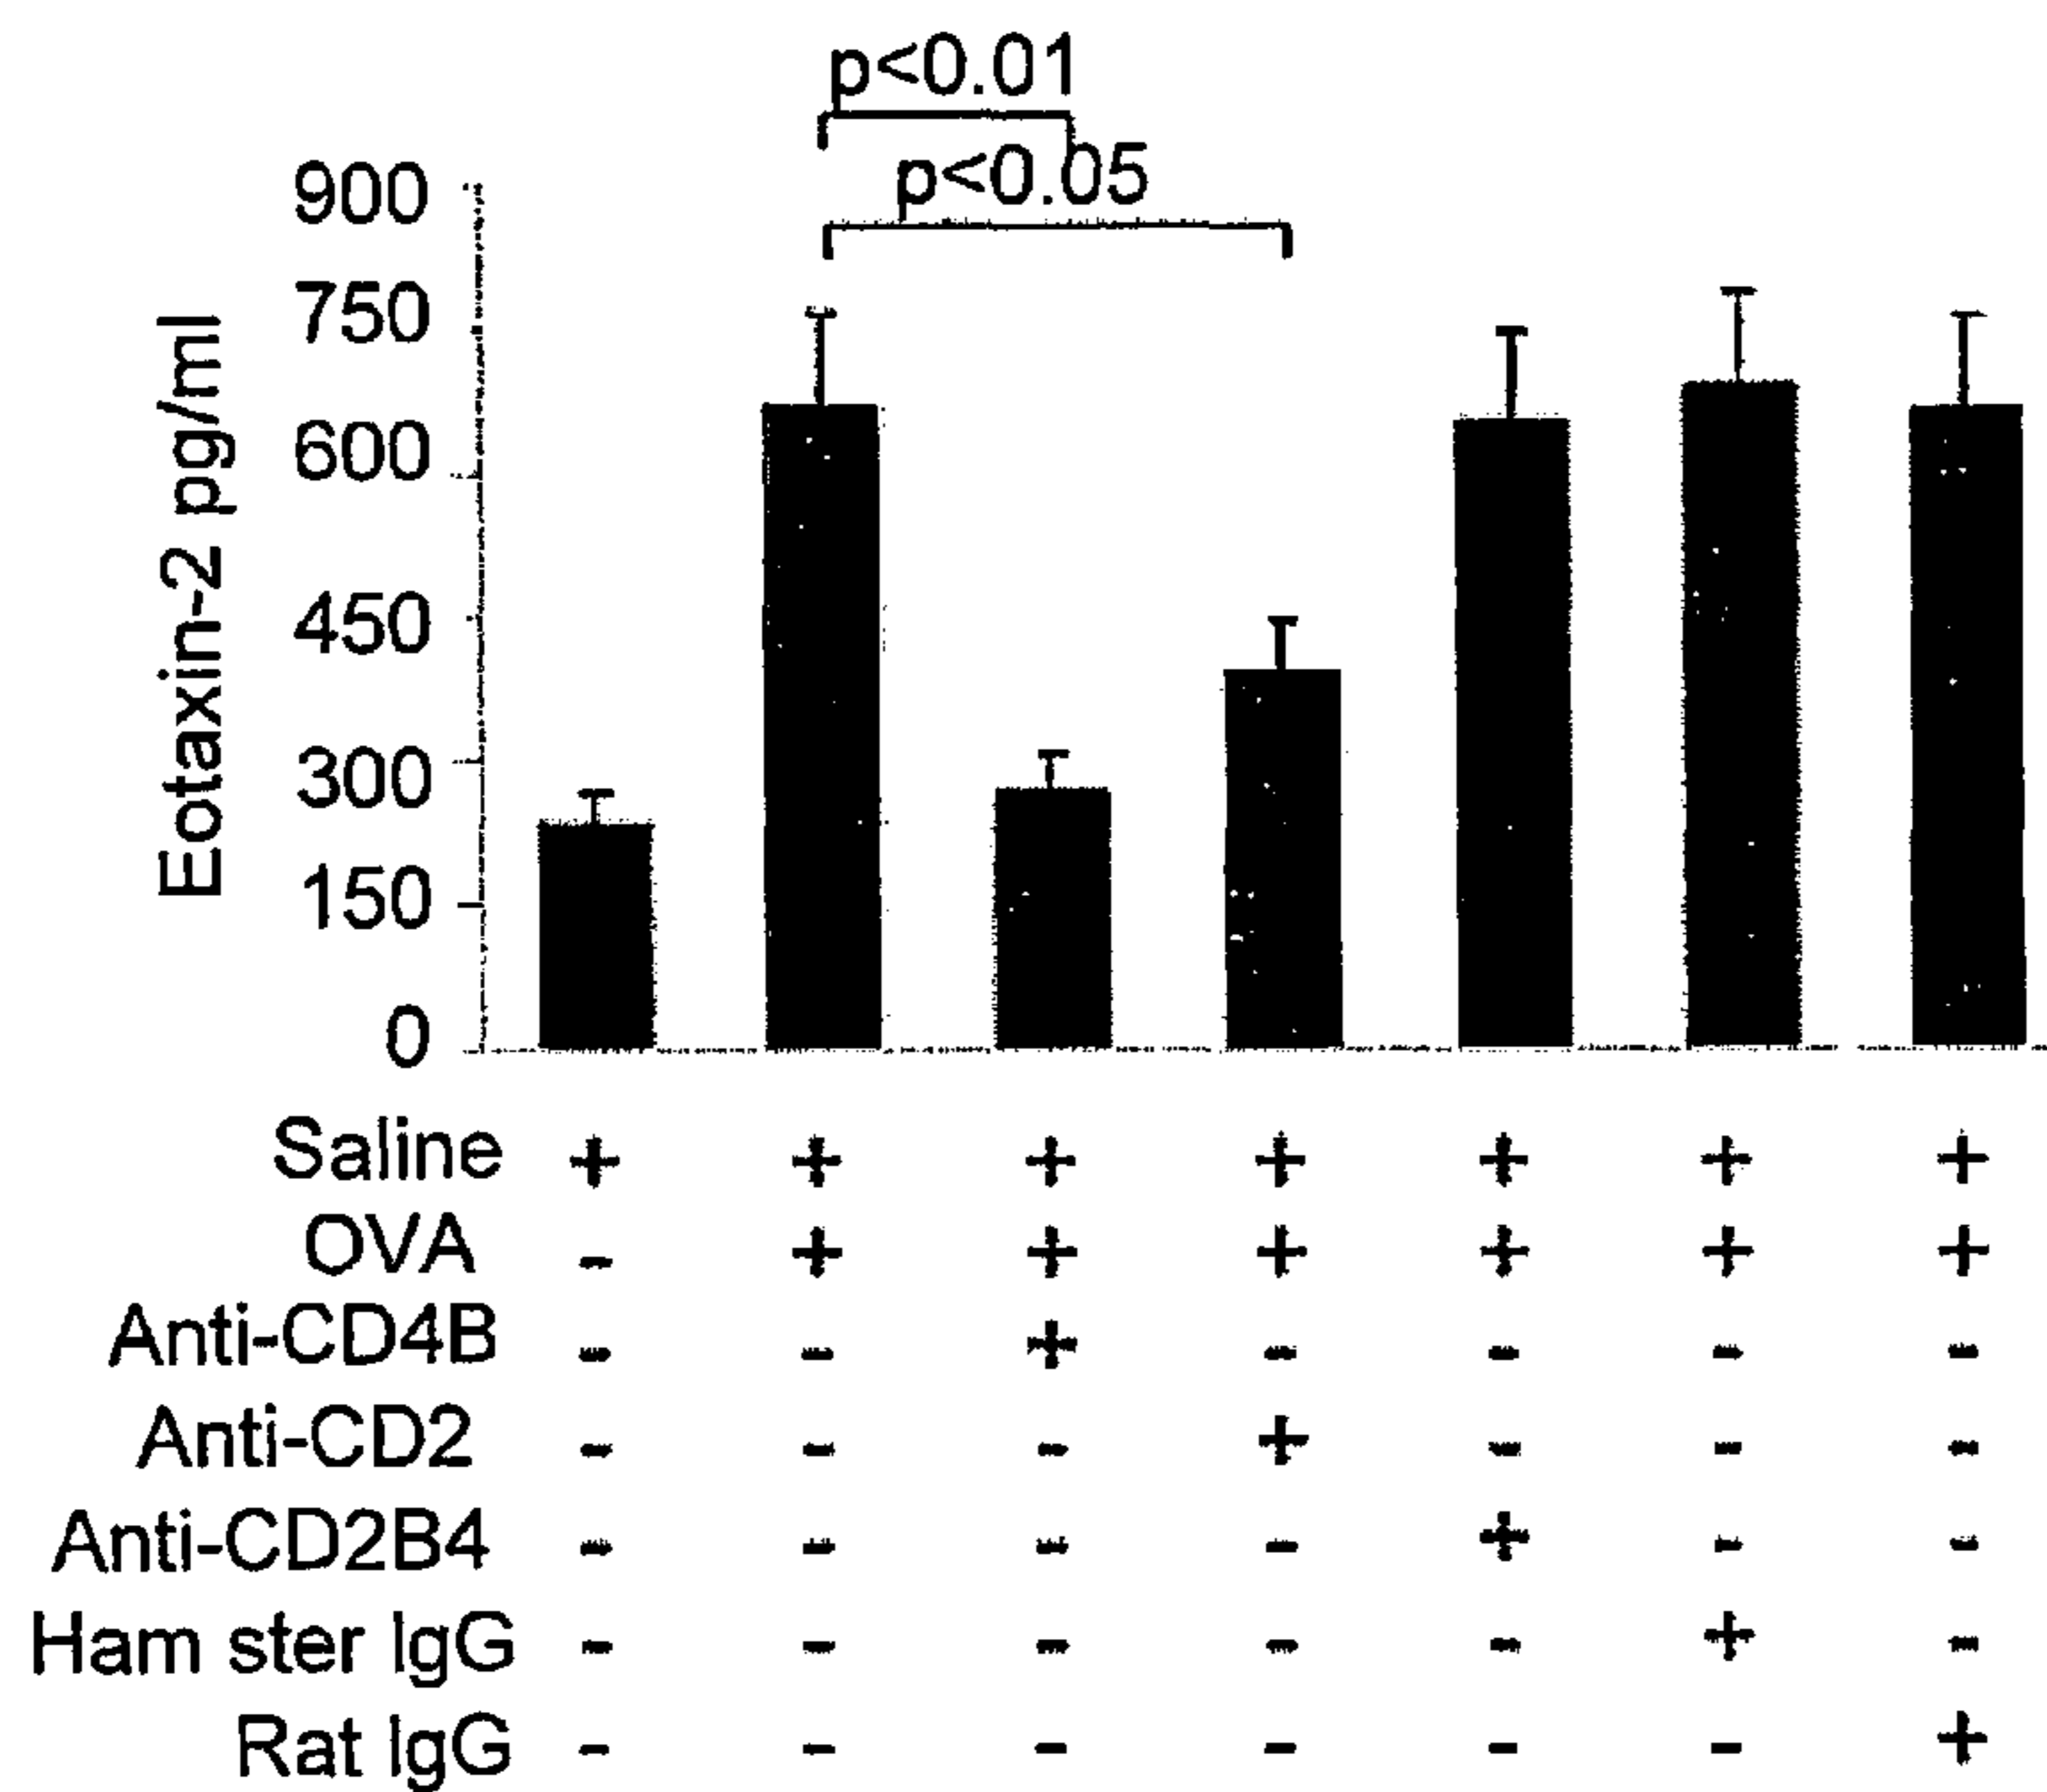 p<0.01
p<0.05
900
750
600
450
300
150
0
Eotaxin-2 pg/ml
Saline + + + + + + +
OVA - + + + + + +
Anti-CD4B - - + - - - -
Anti-CD2 - - - + - - -
Anti-CD2B4 - - - - + - -
Ham ster IgG - - - - - + -
Rat IgG - - - - - - +